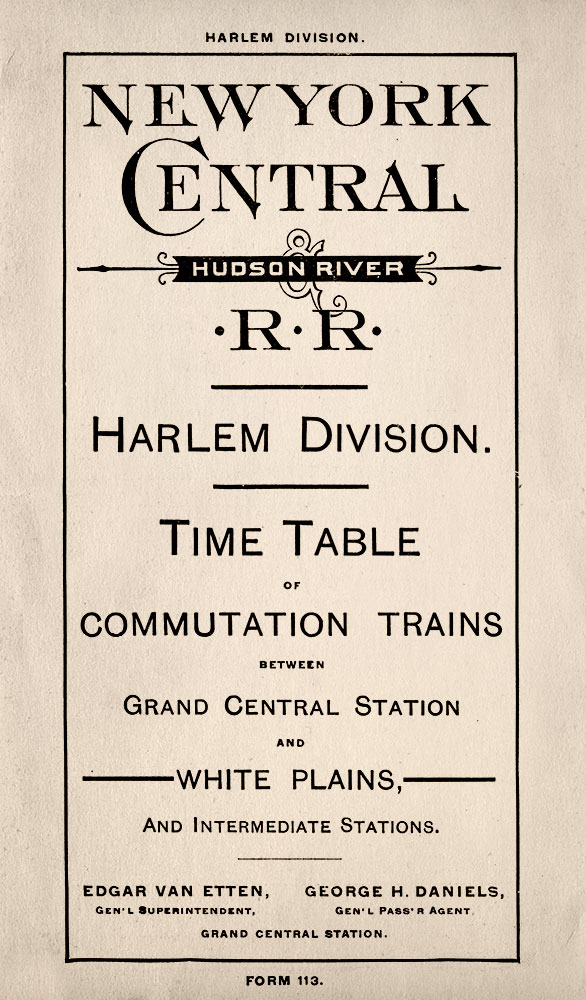 HARLEM DIVISION.
NEW YORK
CENTRAL
&
HUDSON RIVER
·R·R·
HARLEM DIVISION.
TIME TABLE
OF
COMMUTATION TRAINS
BETWEEN
GRAND CENTRAL STATION
AND
WHITE PLAINS,
AND INTERMEDIATE STATIONS.
EDGAR VAN ETTEN, GEORGE H. DANIELS,
GEN'L SUPERINTENDENT, GEN'L PASS'R AGENT.
GRAND CENTRAL STATION.
FORM 113.